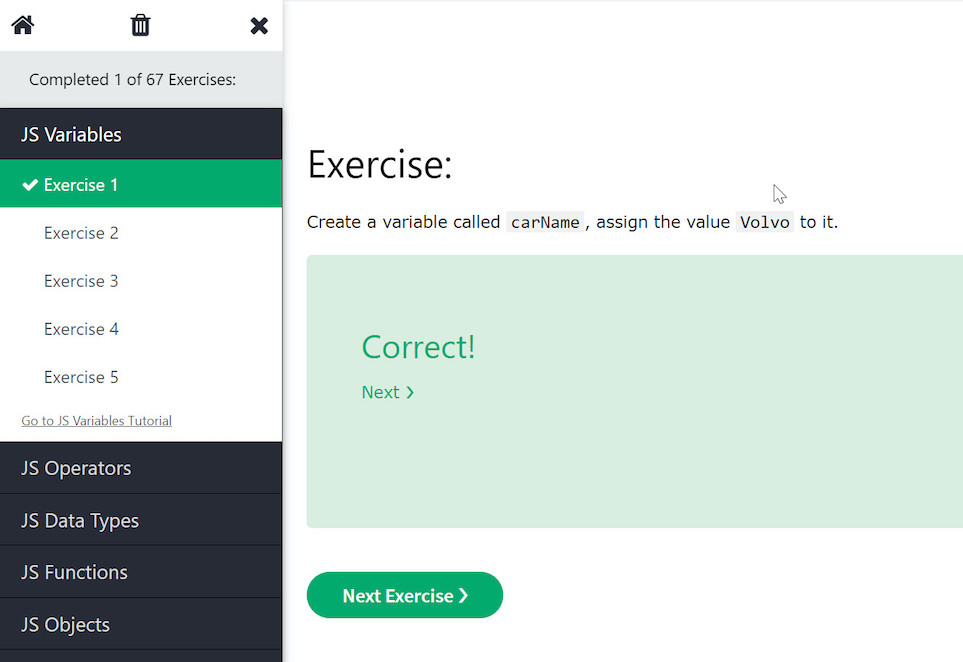 Completed 1 of 67 Exercises:
JS Variables
Exercise 1
Exercise 2
Exercise 3
Exercise 4
Exercise 5
Go to JS Variables Tutorial
JS Operators
JS Data Types
JS Functions
JS Objects
Exercise:
Create a variable called carName, assign the value Volvo to it.
Correct!
Next ❯
Next Exercise ❯